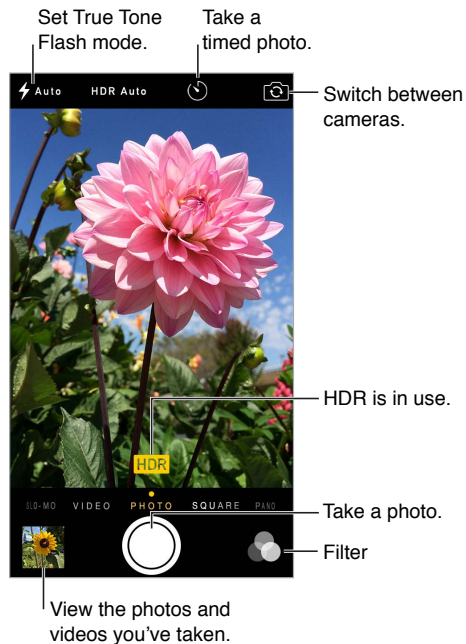 Set True Tone
Flash mode.
Take a
timed photo.
Auto
HDR Auto
Switch between
cameras.
HDR is in use.
HDR
SLO-MO VIDEO PHOTO SQUARE PANO
Take a photo.
Filter
View the photos and
videos you've taken.